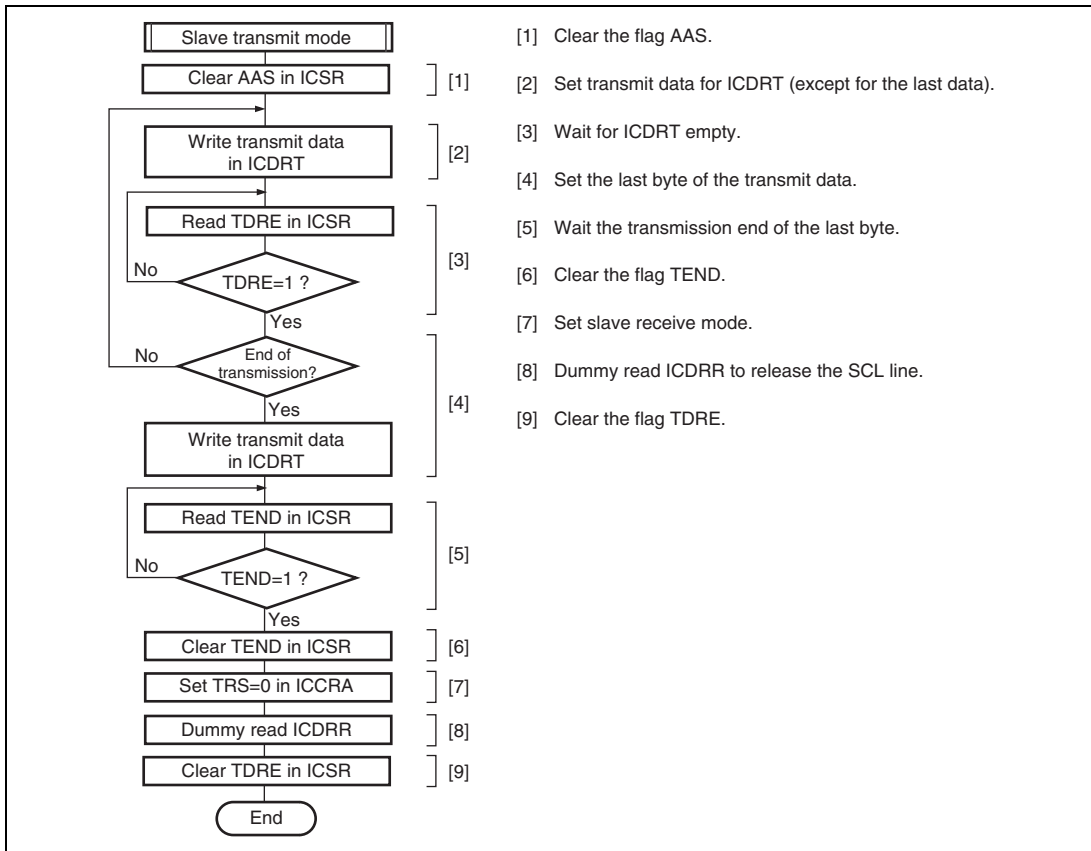 Slave transmit mode
Clear AAS in ICSR
[1]
Write transmit data
in ICDRT
[2]
Read TDRE in ICSR
No
TDRE=1 ?
[3]
Yes
No
End of
transmission?
[4]
Yes
Write transmit data
in ICDRT
Read TEND in ICSR
No
TEND=1 ?
[5]
Yes
Clear TEND in ICSR
[6]
Set TRS=0 in ICCRA
[7]
Dummy read ICDRR
[8]
Clear TDRE in ICSR
[9]
End
[1] Clear the flag AAS.
[2] Set transmit data for ICDRT (except for the last data).
[3] Wait for ICDRT empty.
[4] Set the last byte of the transmit data.
[5] Wait the transmission end of the last byte.
[6] Clear the flag TEND.
[7] Set slave receive mode.
[8] Dummy read ICDRR to release the SCL line.
[9] Clear the flag TDRE.